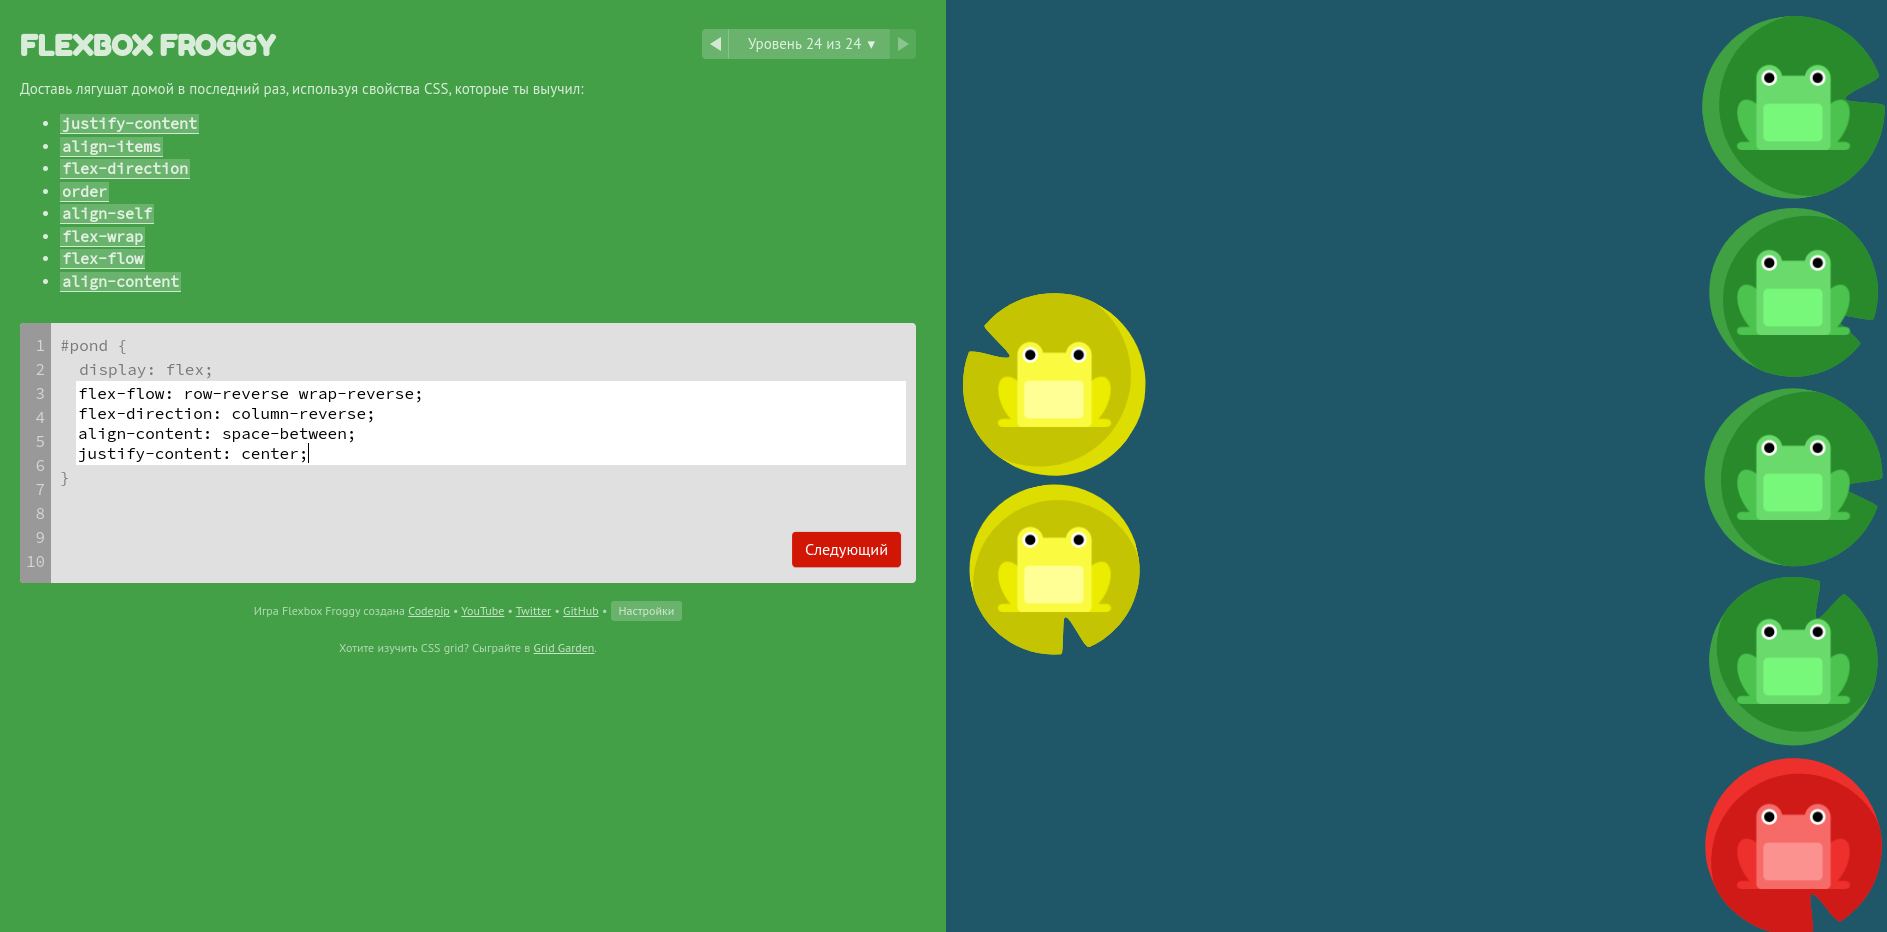 FLEXBOX FROGGY
◀ Уровень 24 из 24 ▼ ▶
Доставь лягушат домой в последний раз, используя свойства CSS, которые ты выучил:
• justify-content
• align-items
• flex-direction
• order
• align-self
• flex-wrap
• flex-flow
• align-content
1 #pond {
2 display: flex;
3 flex-flow: row-reverse wrap-reverse;
4 flex-direction: column-reverse;
5 align-content: space-between;
6 justify-content: center;
7 }
8
9
10
Следующий
Игра Flexbox Froggy создана Codepip • YouTube • Twitter • GitHub • Настройки
Хотите изучить CSS grid? Сыграйте в Grid Garden.